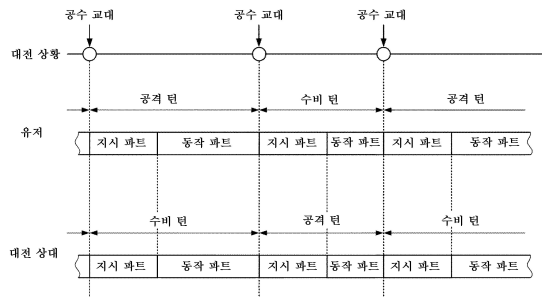 공수 교대 공수 교대 공수 교대
대전 상황
공격 턴 수비 턴 공격 턴
유저
지시 파트 동작 파트 지시 파트 동작 파트 지시 파트 동작 파트
수비 턴 공격 턴 수비 턴
대전 상대
지시 파트 동작 파트 지시 파트 동작 파트 지시 파트 동작 파트